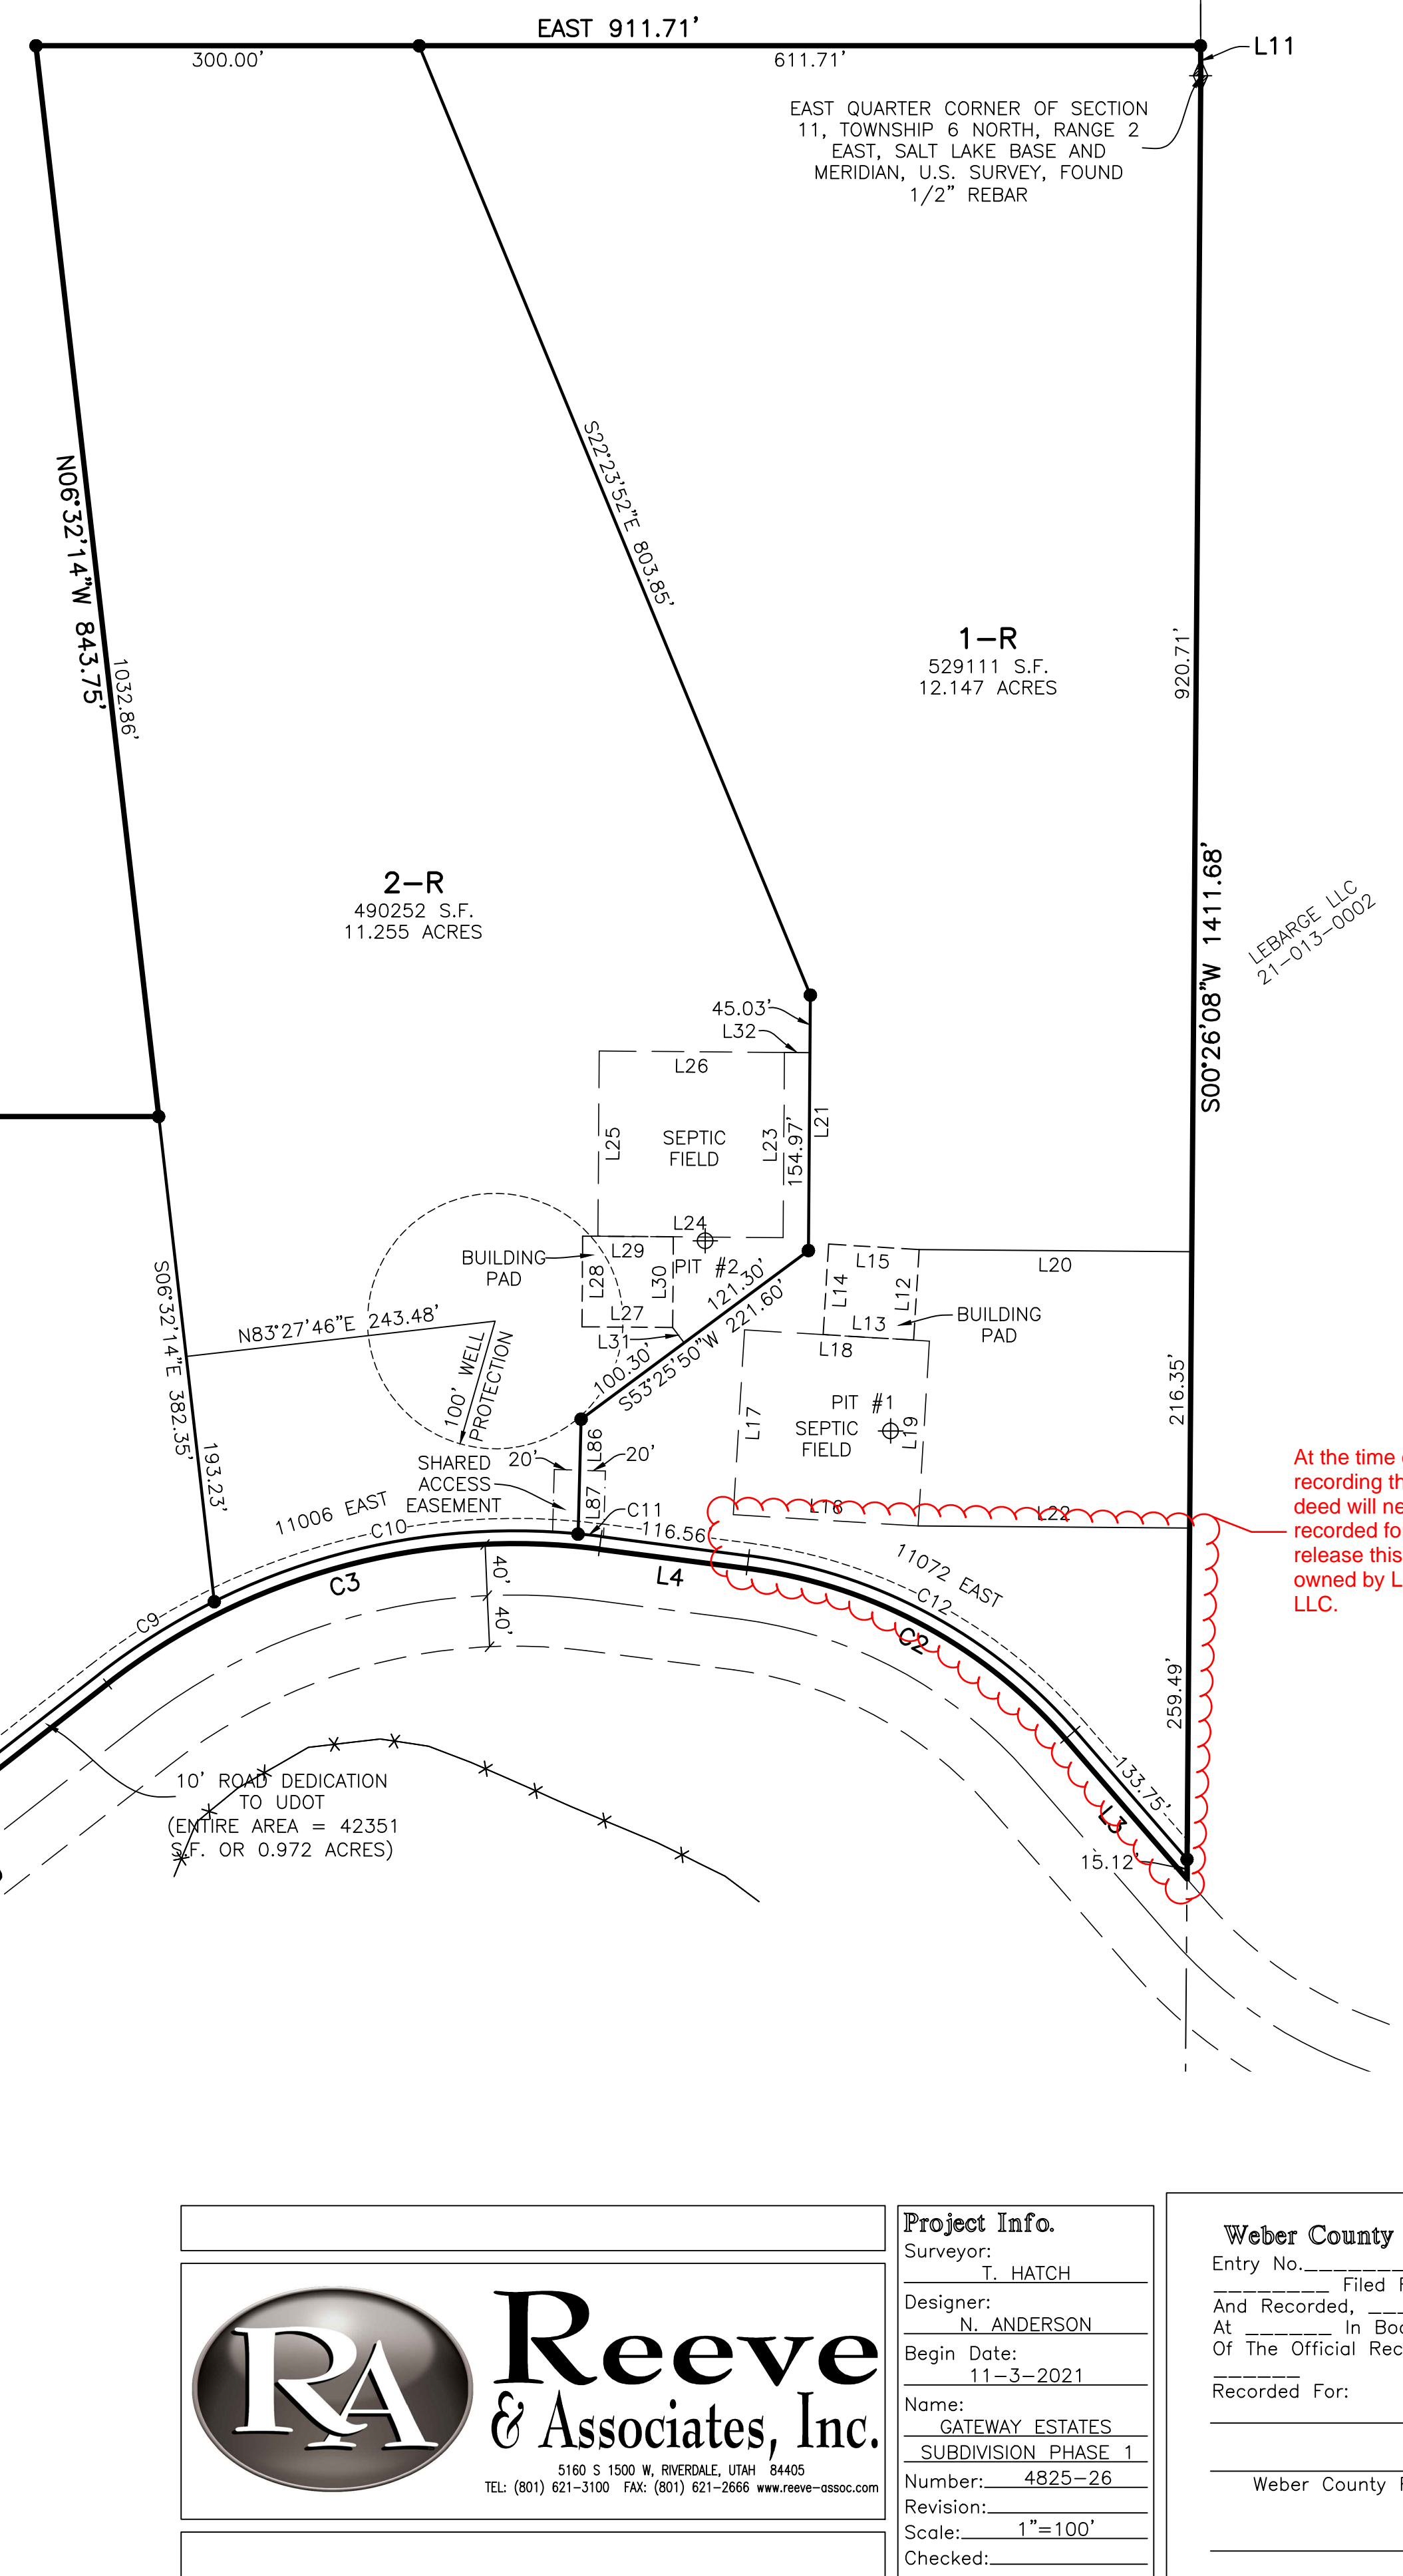 EAST 911.71'
300.00'
611.71'
L11
EAST QUARTER CORNER OF SECTION
11, TOWNSHIP 6 NORTH, RANGE 2
EAST, SALT LAKE BASE AND
MERIDIAN, U.S. SURVEY, FOUND
1/2" REBAR
N06°32'14"W 843.75'
1032.86'
S22°23'52"E 803.85'
1-R
529111 S.F.
12.147 ACRES
920.71'
S00°26'08"W 1411.68'
LEBARGE LLC
21-013-0002
2-R
490252 S.F.
11.255 ACRES
45.03'
L32
L26
L25
SEPTIC
FIELD
L23
154.97'
L21
L24
PIT #2
BUILDING
PAD
L29
L28
L30
L27
L31
121.30'
100.30'
S53°25'50"W 221.60'
L15
L14
L12
L13
L20
BUILDING
PAD
L18
L17
PIT #1
SEPTIC
FIELD
L19
L16
L22
216.35'
S06°32'14"E 382.35'
N83°27'46"E 243.48'
100' WELL
PROTECTION
193.23'
SHARED
ACCESS
EASEMENT
20'
20'
L86
L87
C11
116.56
11006 EAST
C10
C9
C3
40'
40'
L4
11072 EAST
C12
C2
259.49'
133.75'
L3
15.12'
At the time
recording th
deed will ne
recorded fo
release this
owned by L
LLC.
10' ROAD DEDICATION
TO UDOT
(ENTIRE AREA = 42351
S.F. OR 0.972 ACRES)
RA
Reeve
& Associates, Inc.
5160 S 1500 W, RIVERDALE, UTAH 84405
TEL: (801) 621-3100 FAX: (801) 621-2666 www.reeve-assoc.com
Project Info.
Surveyor:
T. HATCH
Designer:
N. ANDERSON
Begin Date:
11-3-2021
Name:
GATEWAY ESTATES
SUBDIVISION PHASE 1
Number: 4825-26
Revision:
Scale: 1"=100'
Checked:
Weber County
Entry No.________
________ Filed F
And Recorded, ___
At ______ In Boo
Of The Official Rec
______
Recorded For:
Weber County